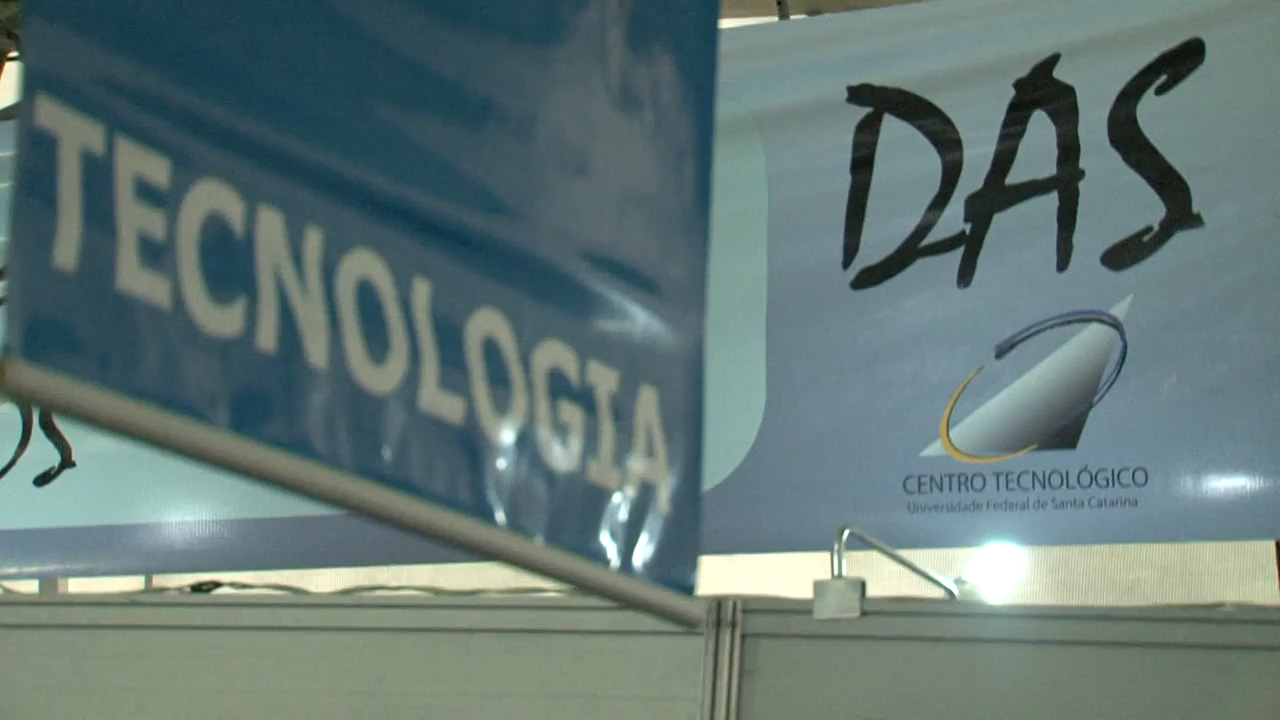 TECNOLOGIA
DAS
CENTRO TECNOLÓGICO
Universidade Federal de Santa Catarina